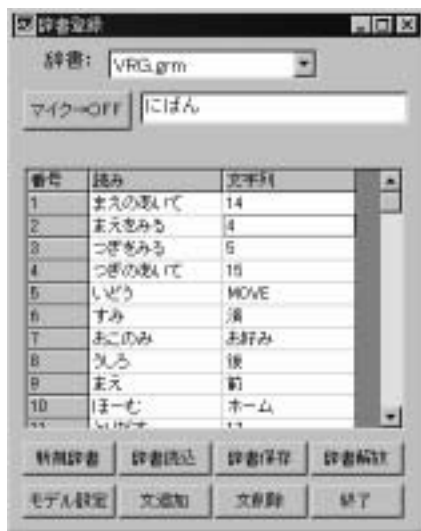 辞書登録
辞書: VRG.grm
マイク→OFF にばん
番号 読み 文字列
1 まえのあいて 14
2 まえをみる 4
3 つぎをみる 5
4 つぎのあいて 15
5 いどう MOVE
6 すみ 済
7 おこのみ お好み
8 うしろ 後
9 まえ 前
10 ほーむ ホーム
新規辞書 辞書読込 辞書保存 辞書解放
モデル設定 文追加 文削除 終了